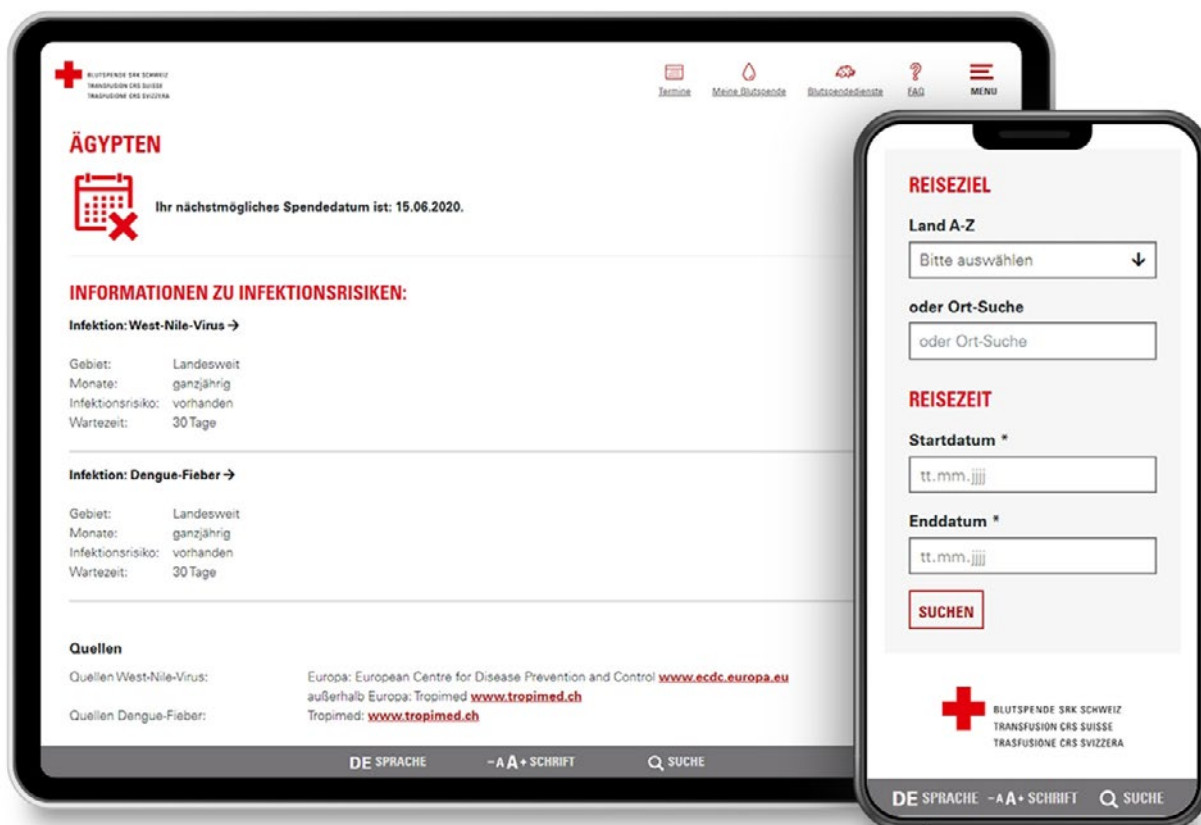 BLUTSPENDE SRK SCHWEIZ
TRANSFUSION CRS SUISSE
TRASFUSIONE CRS SVIZZERA
Termine
Meine Blutspende
Blutspendedienste
FAQ
MENU
ÄGYPTEN
Ihr nächstmögliches Spendedatum ist: 15.06.2020.
INFORMATIONEN ZU INFEKTIONSRISIKEN:
Infektion: West-Nile-Virus →
Gebiet: Landesweit
Monate: ganzjährig
Infektionsrisiko: vorhanden
Wartezeit: 30 Tage
Infektion: Dengue-Fieber →
Gebiet: Landesweit
Monate: ganzjährig
Infektionsrisiko: vorhanden
Wartezeit: 30 Tage
Quellen
Quellen West-Nile-Virus: Europa: European Centre for Disease Prevention and Control www.ecdc.europa.eu
außerhalb Europa: Tropimed www.tropimed.ch
Quellen Dengue-Fieber: Tropimed: www.tropimed.ch
DE SPRACHE -AA+ SCHRIFT SUCHE
REISEZIEL
Land A-Z
Bitte auswählen
oder Ort-Suche
oder Ort-Suche
REISEZEIT
Startdatum *
tt.mm.jjjj
Enddatum *
tt.mm.jjjj
SUCHEN
BLUTSPENDE SRK SCHWEIZ
TRANSFUSION CRS SUISSE
TRASFUSIONE CRS SVIZZERA
DE SPRACHE -AA+ SCHRIFT SUCHE